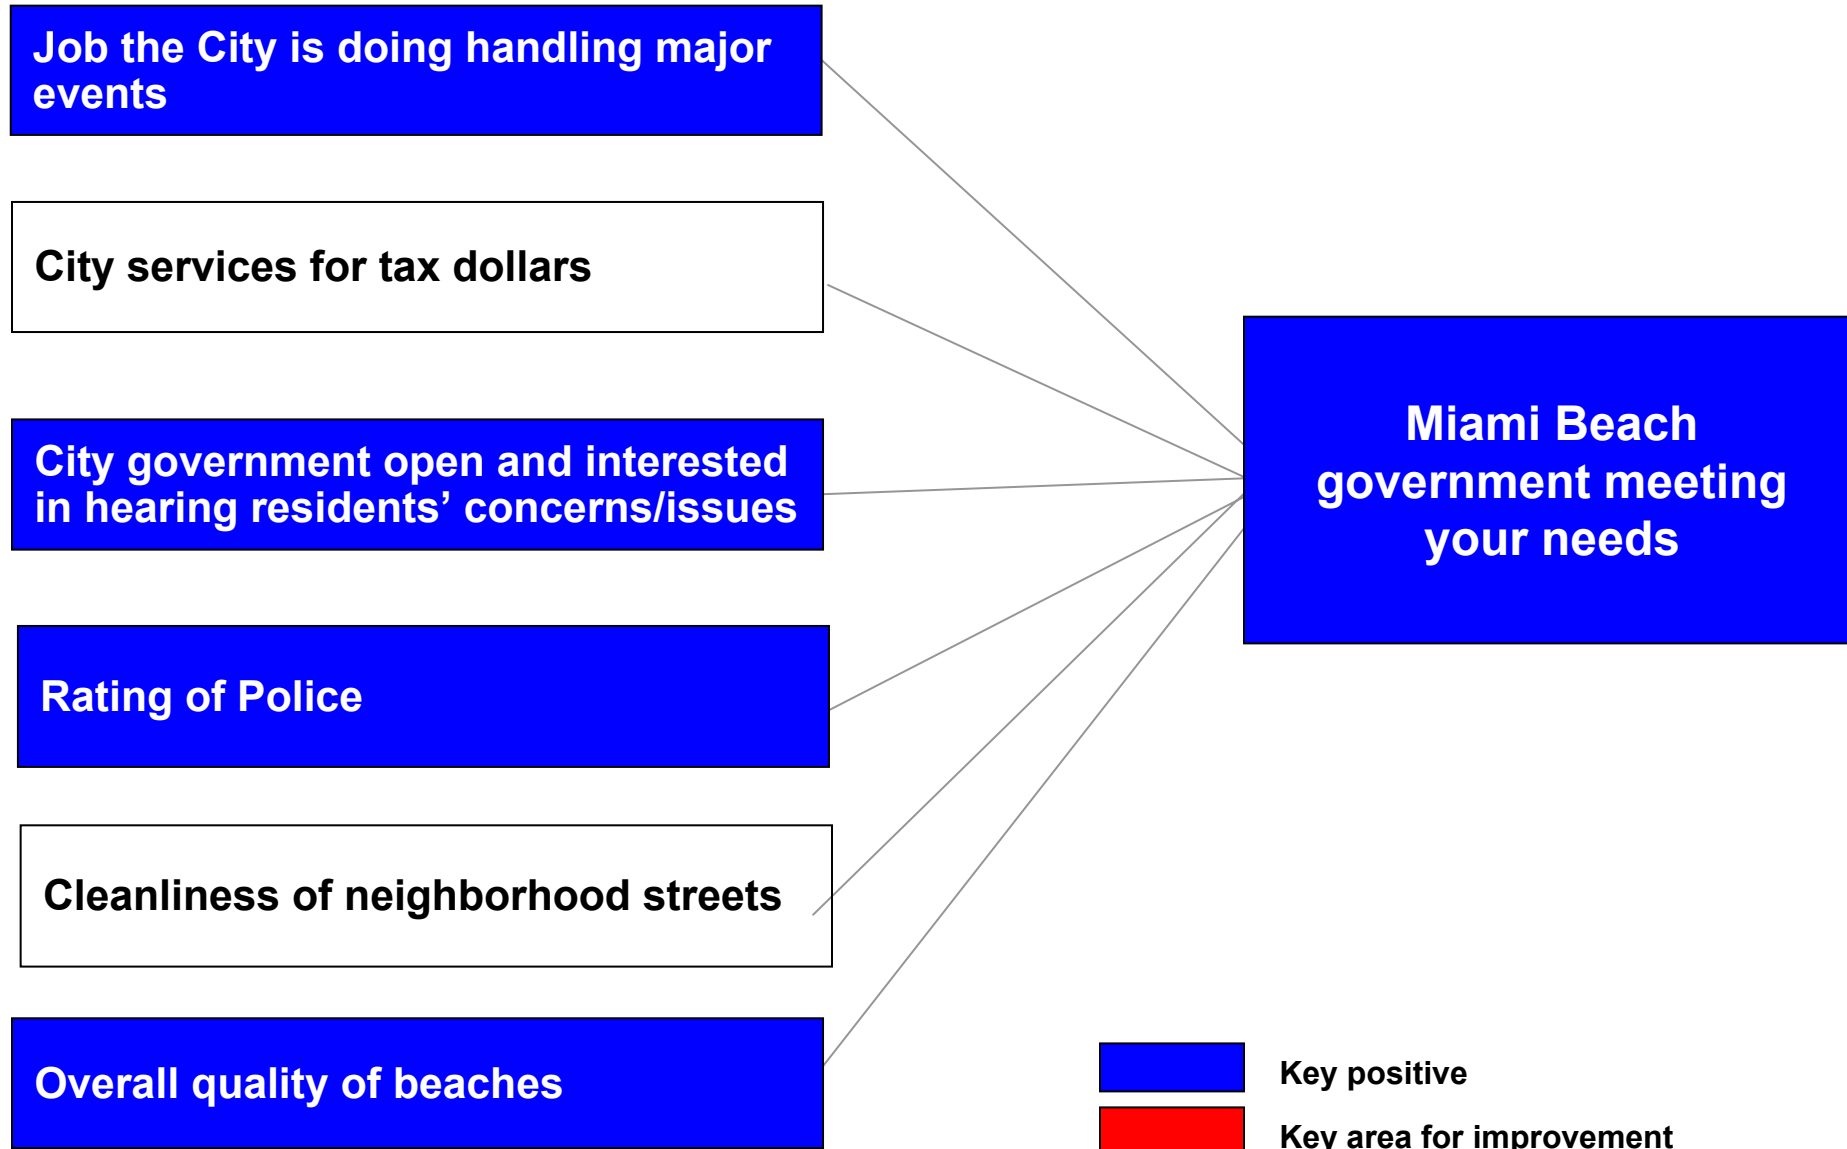 Job the City is doing handling major
events
City services for tax dollars
City government open and interested
in hearing residents’ concerns/issues
Rating of Police
Cleanliness of neighborhood streets
Overall quality of beaches
Miami Beach
government meeting
your needs
Key positive
Key area for improvement